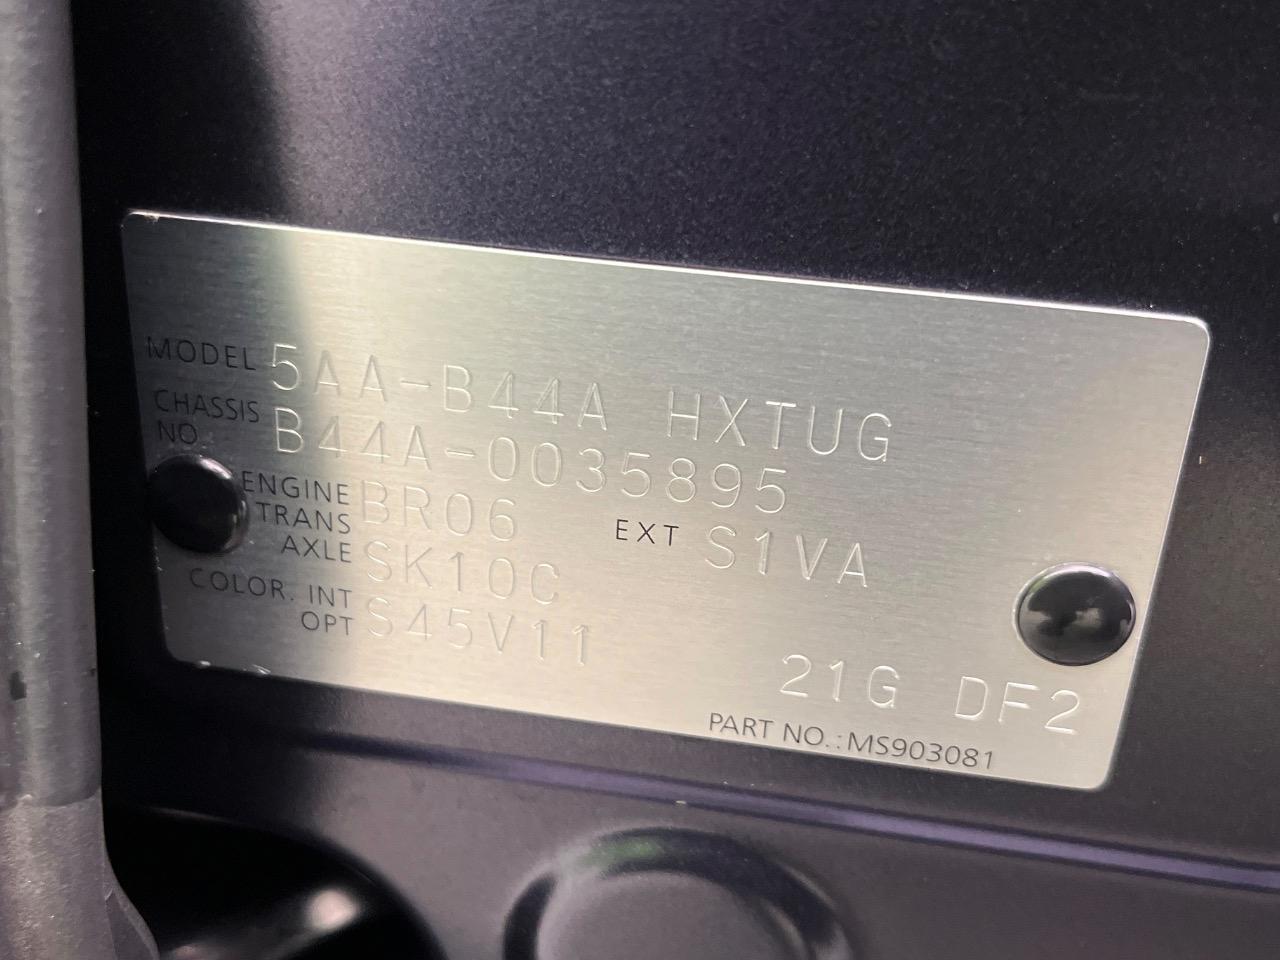 MODEL 5AA-B44A HXTUG
CHASSIS NO. B44A-0035895
ENGINE BR06 EXT S1VA
TRANS AXLE SK10C
COLOR. INT OPT S45V11
21G DF2
PART NO.:MS903081